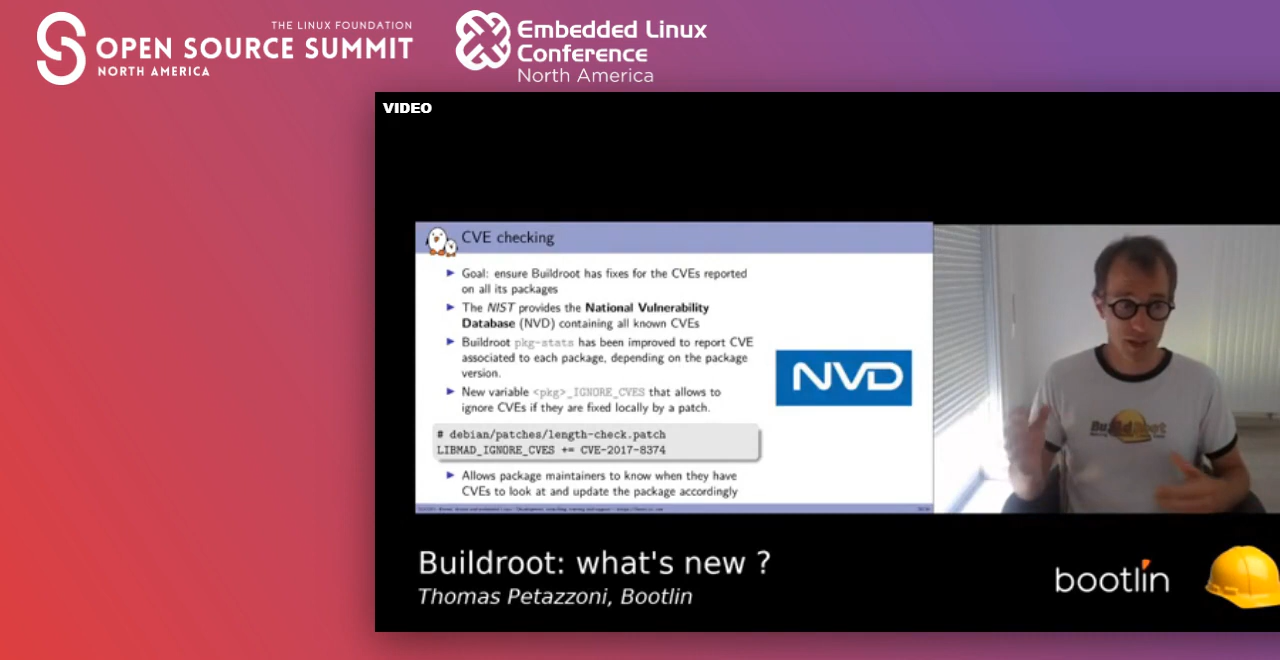 THE LINUX FOUNDATION
OPEN SOURCE SUMMIT
NORTH AMERICA
Embedded Linux
Conference
North America
VIDEO
CVE checking
Goal: ensure Buildroot has fixes for the CVEs reported
on all its packages
The NIST provides the National Vulnerability
Database (NVD) containing all known CVEs
Buildroot pkg-stats has been improved to report CVE
associated to each package, depending on the package
version.
New variable <pkg>_IGNORE_CVES that allows to
ignore CVEs if they are fixed locally by a patch.
# debian/patches/length-check.patch
LIBMAD_IGNORE_CVES += CVE-2017-8374
Allows package maintainers to know when they have
CVEs to look at and update the package accordingly
NVD
BuildRoot
Buildroot: what's new ?
Thomas Petazzoni, Bootlin
bootlin